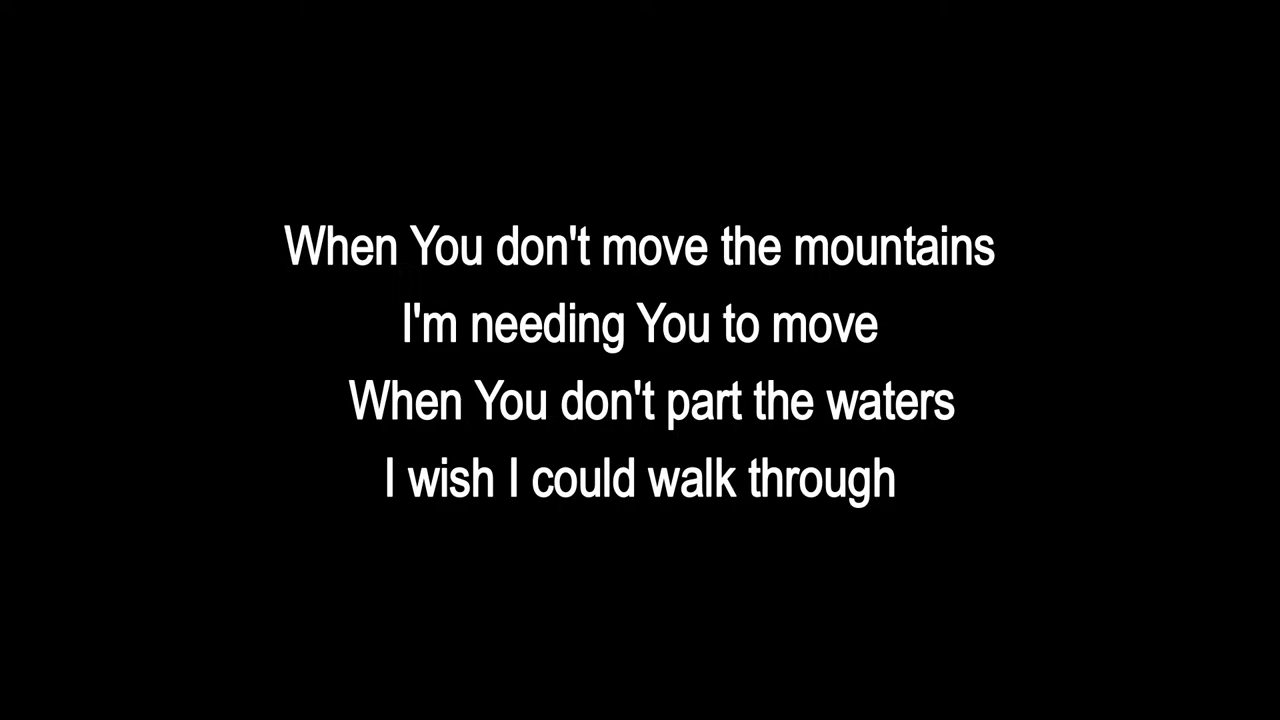 When You don't move the mountains
I'm needing You to move
When You don't part the waters
I wish I could walk through